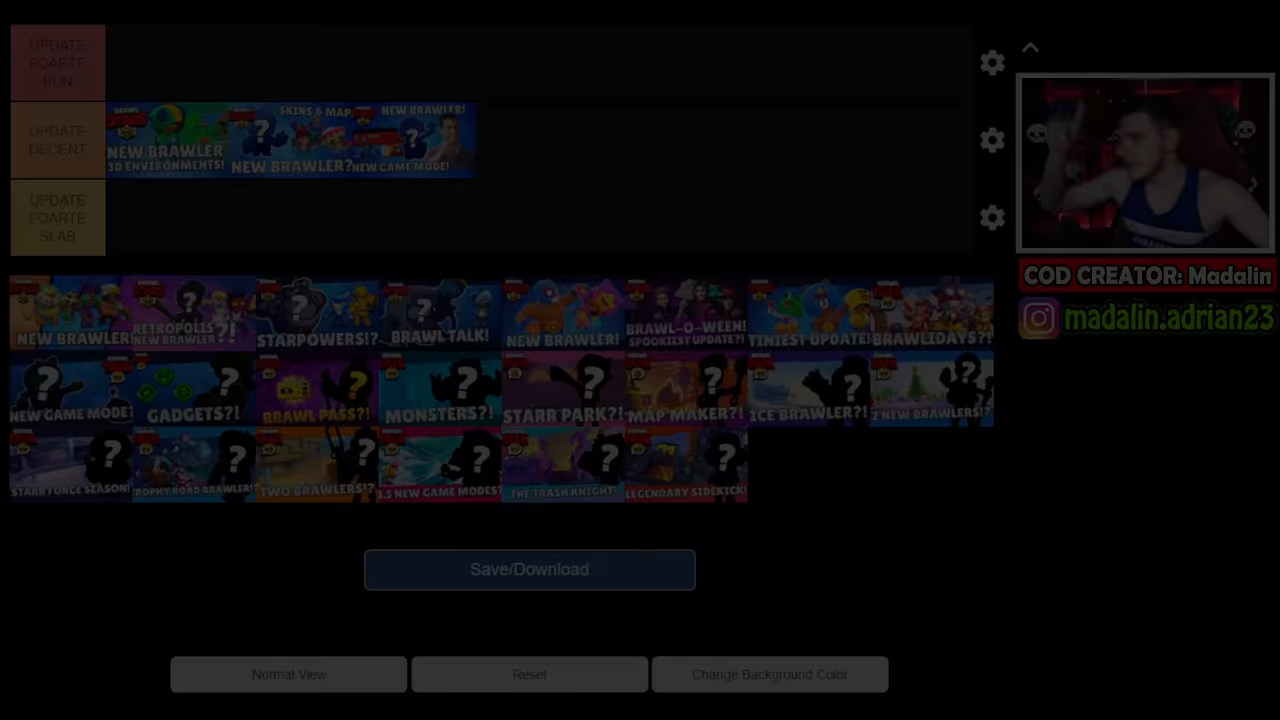 UPDATE
FOARTE
BUN
UPDATE
DECENT
NEW BRAWLER
3D ENVIRONMENTS!
SKINS & MAP
NEW BRAWLER?
NEW BRAWLER!
NEW GAME MODE!
UPDATE
FOARTE
SLAB
COD CREATOR: Madalin
madalin.adrian23
NEW BRAWLER
RETROPOLIS
NEW BRAWLER ?!
STARPOWERS!?
BRAWL TALK!
NEW BRAWLER!
BRAWL-O-WEEN!
SPOOKIEST UPDATE?!
TINIEST UPDATE!
BRAWLIDAYS?!
NEW GAME MODE?
GADGETS?!
BRAWL PASS?!
MONSTERS?!
STARR PARK?!
MAP MAKER?!
ICE BRAWLER?!
2 NEW BRAWLERS!?
STARR FORCE SEASON!
TROPHY ROAD BRAWLER!?
TWO BRAWLERS!?
3.5 NEW GAME MODES?
THE TRASH KNIGHT!
LEGENDARY SIDEKICK!
Save/Download
Normal View
Reset
Change Background Color